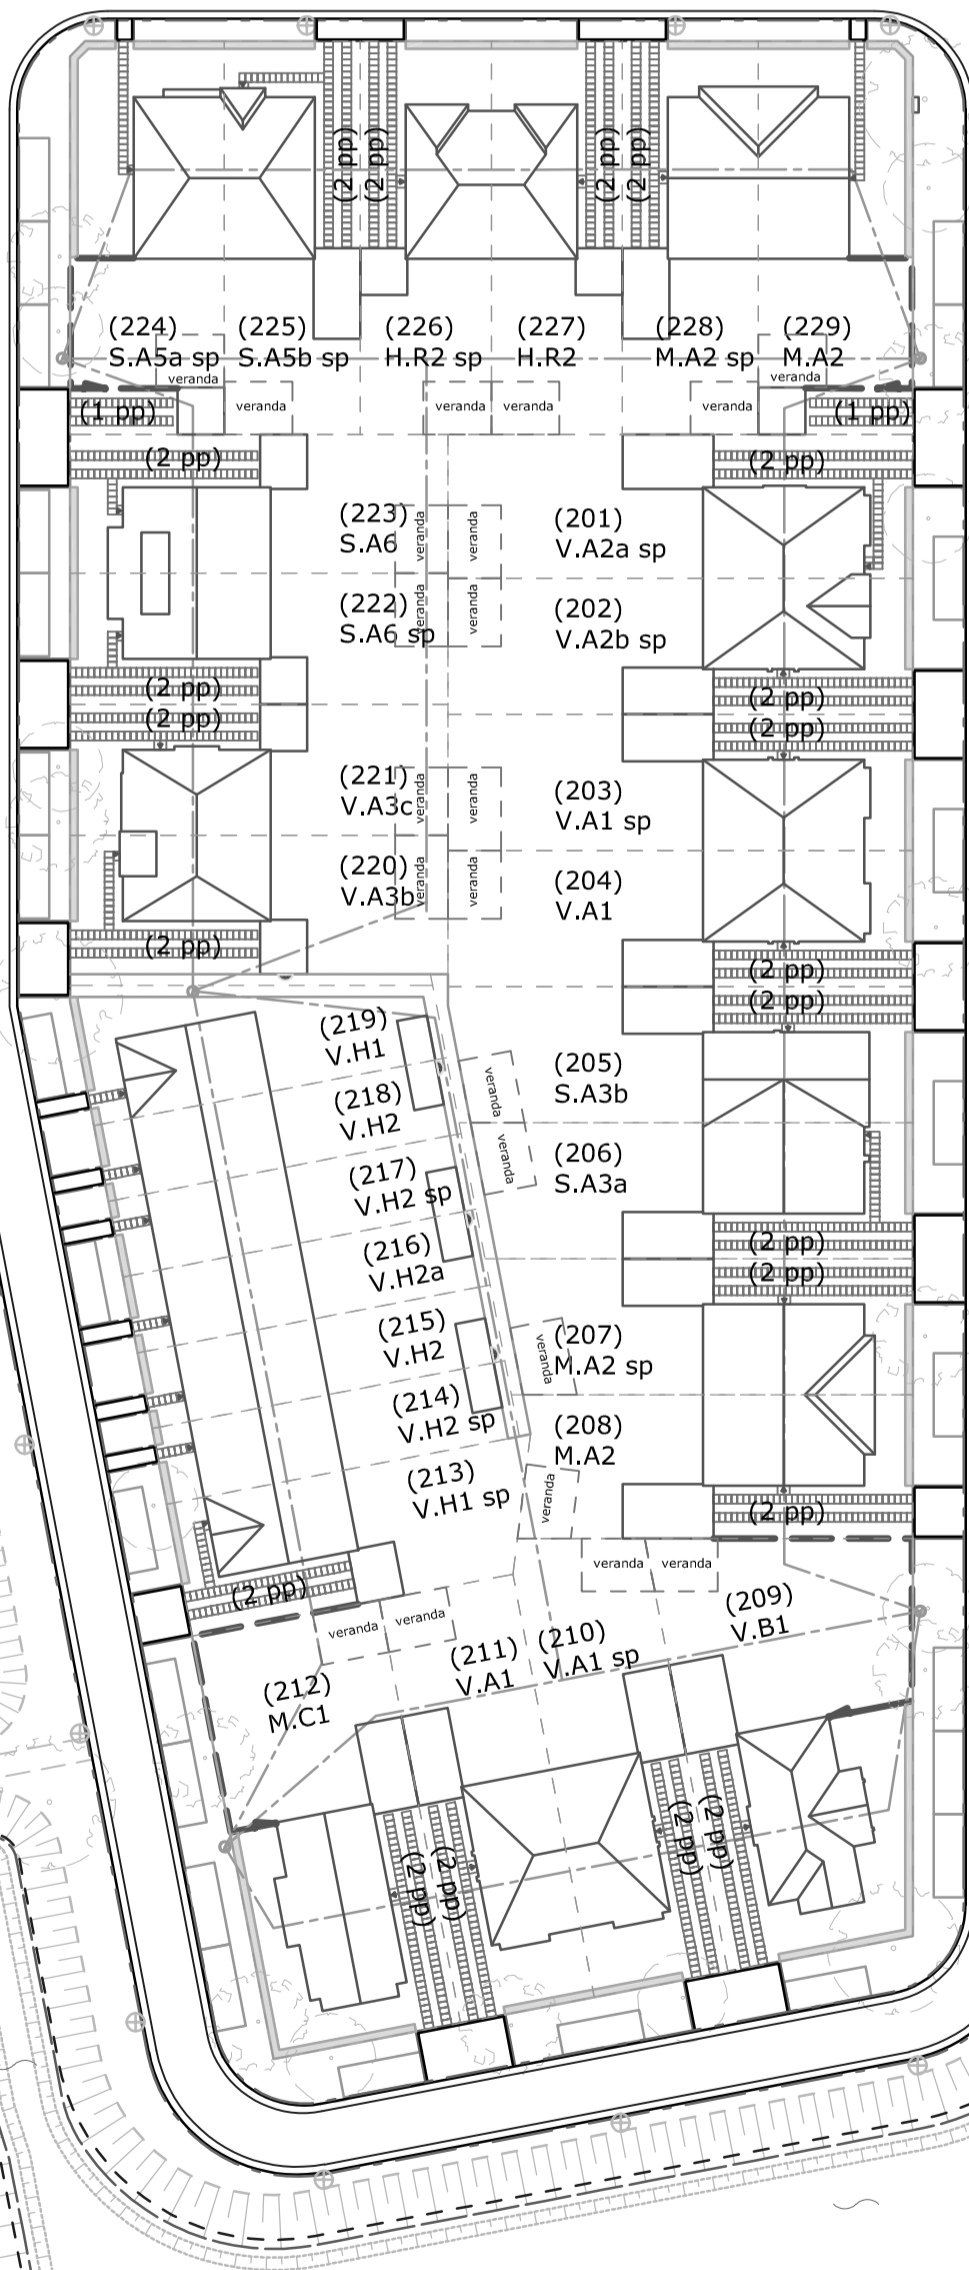 (2 pp)
(2 pp)
(2 pp)
(2 pp)
(224)
S.A5a sp
(225)
S.A5b sp
(226)
H.R2 sp
(227)
H.R2
(228)
M.A2 sp
(229)
M.A2
veranda
veranda
veranda
veranda
veranda
veranda
(1 pp)
(1 pp)
(2 pp)
(2 pp)
(223)
S.A6
veranda
veranda
(201)
V.A2a sp
(222)
S.A6 sp
veranda
veranda
(202)
V.A2b sp
(2 pp)
(2 pp)
(2 pp)
(2 pp)
(221)
V.A3c
veranda
veranda
(203)
V.A1 sp
(220)
V.A3b
veranda
veranda
(204)
V.A1
(2 pp)
(2 pp)
(2 pp)
(219)
V.H1
(205)
S.A3b
veranda
(218)
V.H2
veranda
(206)
S.A3a
(217)
V.H2 sp
(216)
V.H2a
(2 pp)
(2 pp)
(215)
V.H2
veranda
(207)
M.A2 sp
(214)
V.H2 sp
(208)
M.A2
(213)
V.H1 sp
veranda
(2 pp)
veranda
veranda
(2 pp)
veranda
veranda
(209)
V.B1
(210)
V.A1 sp
(211)
V.A1
(212)
M.C1
(2 pp)
(2 pp)
(2 pp)
(2 pp)